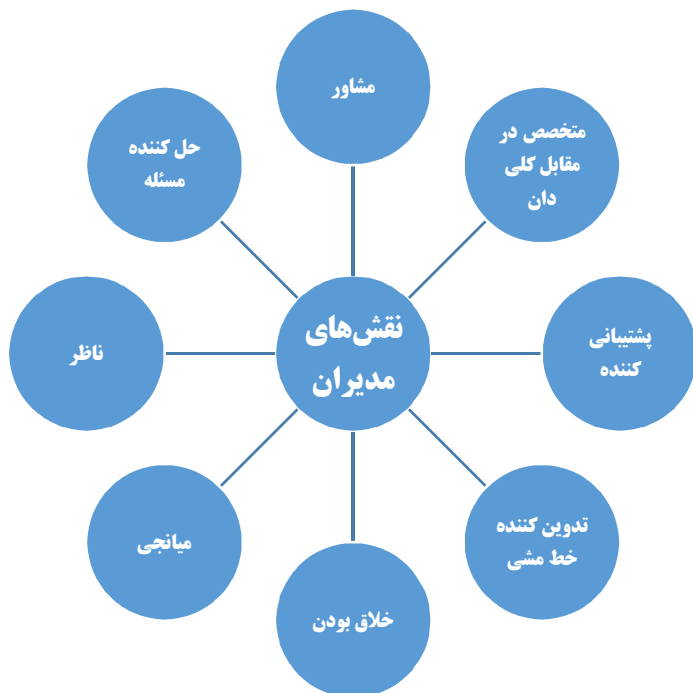 نقش‌های
مدیران
مشاور
متخصص در
مقابل کلی
دان
پشتیبانی
کننده
تدوین کننده
خط مشی
خلاق بودن
میانجی
ناظر
حل کننده
مسئله